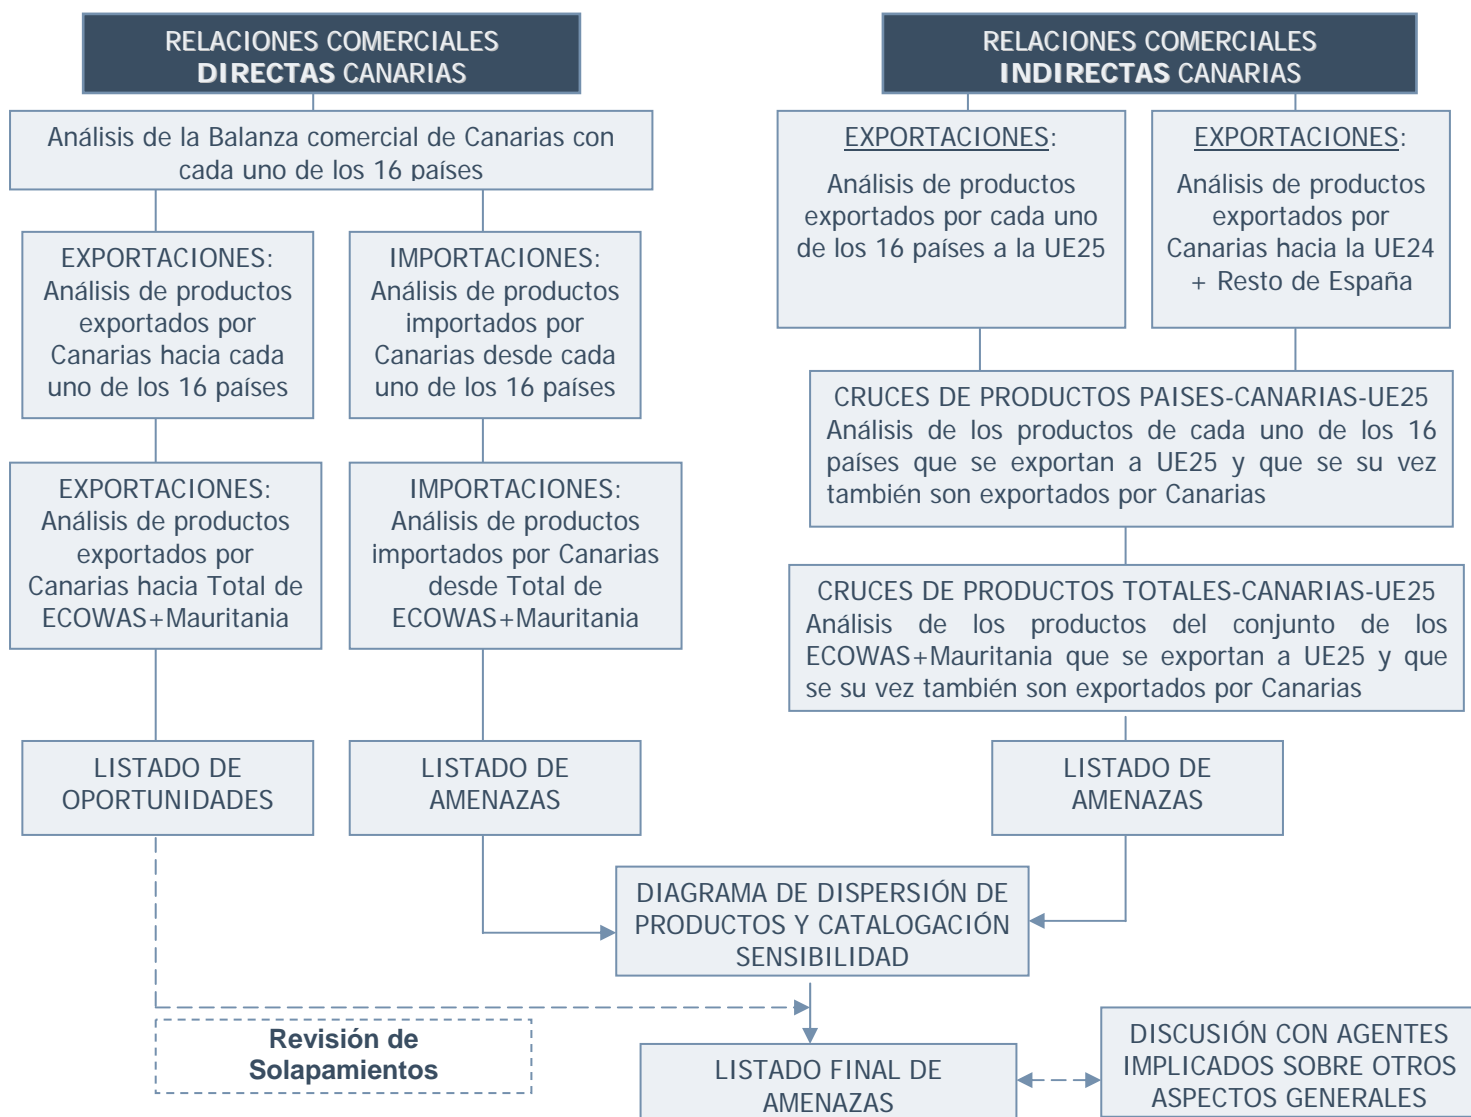 RELACIONES COMERCIALES
DIRECTAS CANARIAS
Análisis de la Balanza comercial de Canarias con
cada uno de los 16 países
EXPORTACIONES:
Análisis de productos
exportados por
Canarias hacia cada
uno de los 16 países
IMPORTACIONES:
Análisis de productos
importados por
Canarias desde cada
uno de los 16 países
EXPORTACIONES:
Análisis de productos
exportados por
Canarias hacia Total de
ECOWAS+Mauritania
IMPORTACIONES:
Análisis de productos
importados por Canarias
desde Total de
ECOWAS+Mauritania
LISTADO DE
OPORTUNIDADES
LISTADO DE
AMENAZAS
RELACIONES COMERCIALES
INDIRECTAS CANARIAS
EXPORTACIONES:
Análisis de productos
exportados por cada uno
de los 16 países a la UE25
EXPORTACIONES:
Análisis de productos
exportados por
Canarias hacia la UE24
+ Resto de España
CRUCES DE PRODUCTOS PAISES-CANARIAS-UE25
Análisis de los productos de cada uno de los 16
países que se exportan a UE25 y que se su vez
también son exportados por Canarias
CRUCES DE PRODUCTOS TOTALES-CANARIAS-UE25
Análisis de los productos del conjunto de los
ECOWAS+Mauritania que se exportan a UE25 y que
se su vez también son exportados por Canarias
LISTADO DE
AMENAZAS
DIAGRAMA DE DISPERSIÓN DE
PRODUCTOS Y CATALOGACIÓN
SENSIBILIDAD
Revisión de
Solapamientos
LISTADO FINAL DE
AMENAZAS
DISCUSIÓN CON AGENTES
IMPLICADOS SOBRE OTROS
ASPECTOS GENERALES